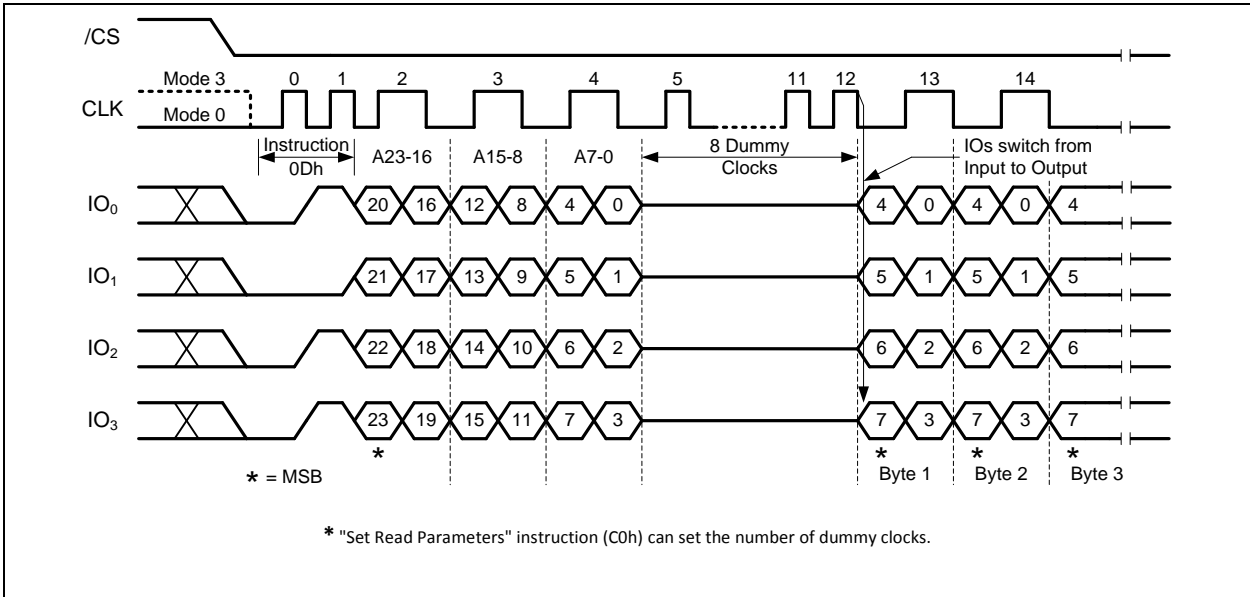 /CS
Mode 3 0 1 2 3 4 5 11 12 13 14
CLK Mode 0
Instruction 0Dh A23-16 A15-8 A7-0 8 Dummy Clocks IOs switch from Input to Output
IO0 20 16 12 8 4 0 4 0 4 0 4
IO1 21 17 13 9 5 1 5 1 5 1 5
IO2 22 18 14 10 6 2 6 2 6 2 6
IO3 23 19 15 11 7 3 7 3 7 3 7
* * * *
* = MSB Byte 1 Byte 2 Byte 3
* "Set Read Parameters" instruction (C0h) can set the number of dummy clocks.